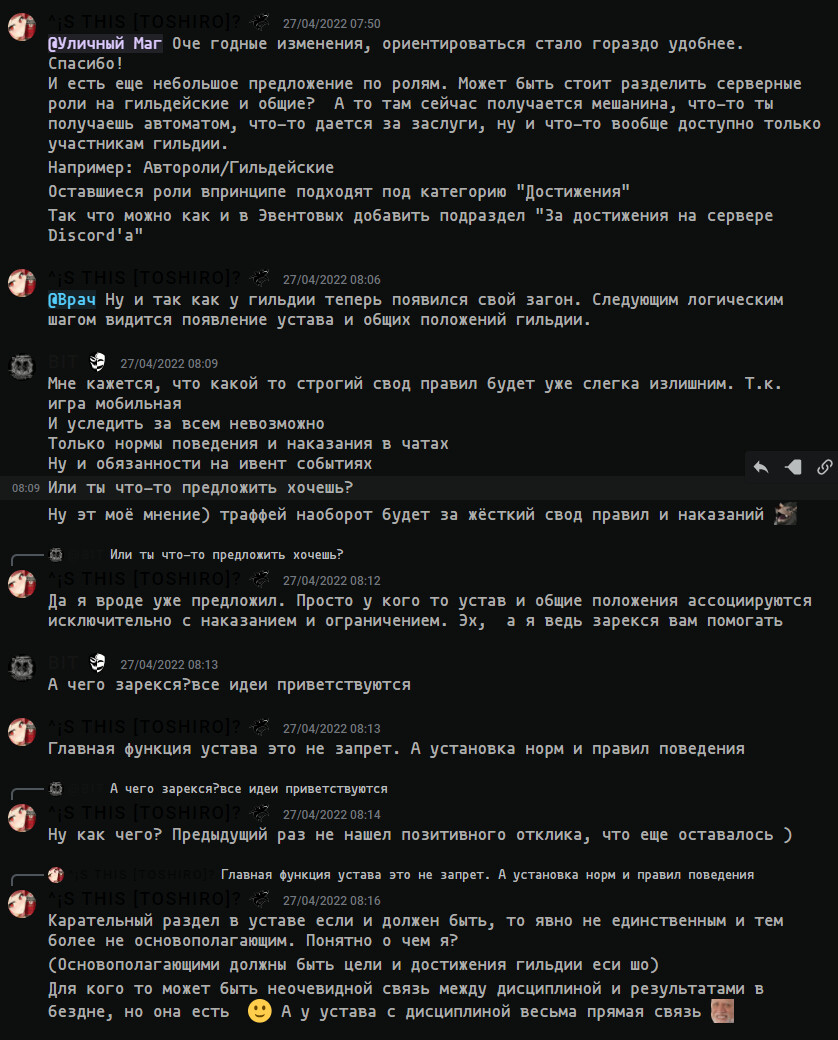 ^¡S THIS [TOSHIRO]? 27/04/2022 07:50
@Уличный Маг Оче годные изменения, ориентироваться стало гораздо удобнее.
Спасибо!
И есть еще небольшое предложение по ролям. Может быть стоит разделить серверные
роли на гильдейские и общие? А то там сейчас получается мешанина, что-то ты
получаешь автоматом, что-то дается за заслуги, ну и что-то вообще доступно только
участникам гильдии.
Например: Автороли/Гильдейские
Оставшиеся роли впринципе подходят под категорию "Достижения"
Так что можно как и в Эвентовых добавить подраздел "За достижения на сервере
Discord'a"
^¡S THIS [TOSHIRO]? 27/04/2022 08:06
@Врач Ну и так как у гильдии теперь появился свой загон. Следующим логическим
шагом видится появление устава и общих положений гильдии.
BIT 27/04/2022 08:09
Мне кажется, что какой то строгий свод правил будет уже слегка излишним. Т.к.
игра мобильная
И уследить за всем невозможно
Только нормы поведения и наказания в чатах
Ну и обязанности на ивент событиях
08:09 Или ты что-то предложить хочешь?
Ну эт моё мнение) траффей наоборот будет за жёсткий свод правил и наказаний
Или ты что-то предложить хочешь?
^¡S THIS [TOSHIRO]? 27/04/2022 08:12
Да я вроде уже предложил. Просто у кого то устав и общие положения ассоциируются
исключительно с наказанием и ограничением. Эх, а я ведь зарекся вам помогать
BIT 27/04/2022 08:13
А чего зарекся?все идеи приветствуются
^¡S THIS [TOSHIRO]? 27/04/2022 08:13
Главная функция устава это не запрет. А установка норм и правил поведения
А чего зарекся?все идеи приветствуются
^¡S THIS [TOSHIRO]? 27/04/2022 08:14
Ну как чего? Предыдущий раз не нашел позитивного отклика, что еще оставалось )
^¡S THIS [TOSHIRO]? Главная функция устава это не запрет. А установка норм и правил поведения
^¡S THIS [TOSHIRO]? 27/04/2022 08:16
Карательный раздел в уставе если и должен быть, то явно не единственным и тем
более не основополагающим. Понятно о чем я?
(Основополагающими должны быть цели и достижения гильдии еси шо)
Для кого то может быть неочевидной связь между дисциплиной и результатами в
бездне, но она есть 🙂 А у устава с дисциплиной весьма прямая связь